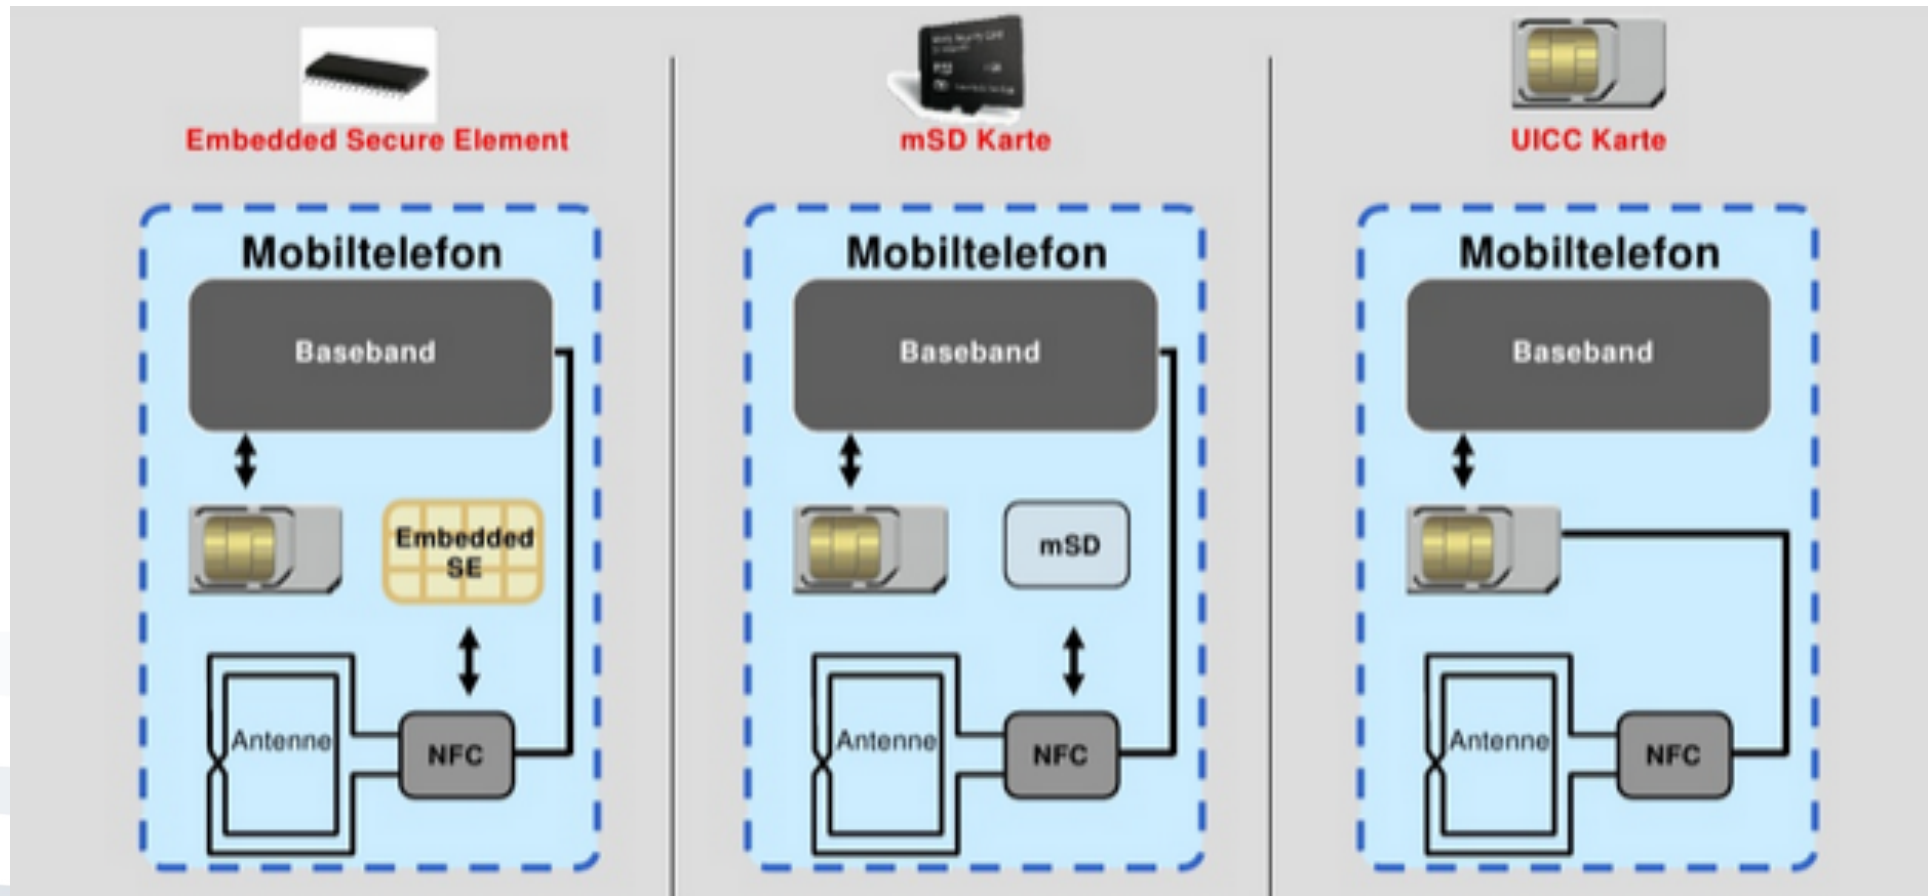 Embedded Secure Element
mSD Karte
UICC Karte
Mobiltelefon
Baseband
Embedded
SE
Antenne
NFC
Mobiltelefon
Baseband
mSD
Antenne
NFC
Mobiltelefon
Baseband
Antenne
NFC